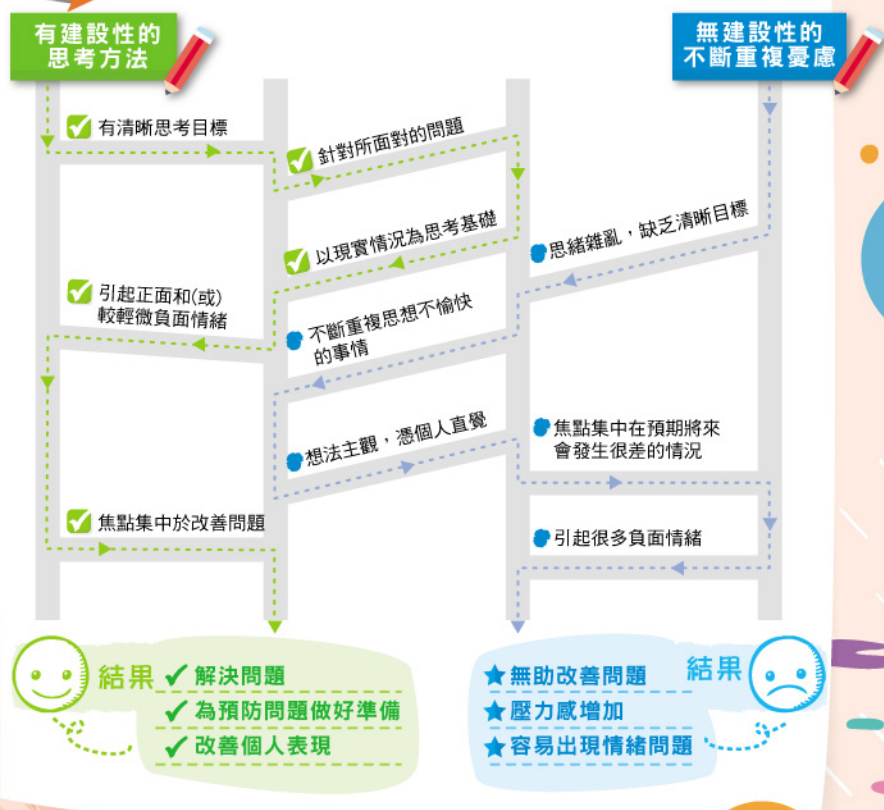 有建設性的
思考方法
無建設性的
不斷重複憂慮
有清晰思考目標
針對所面對的問題
以現實情況為思考基礎
引起正面和(或)
較輕微負面情緒
焦點集中於改善問題
思緒雜亂，缺乏清晰目標
不斷重複思想不愉快
的事情
想法主觀，憑個人直覺
焦點集中在預期將來
會發生很差的情況
引起很多負面情緒
結果
解決問題
為預防問題做好準備
改善個人表現
結果
無助改善問題
壓力感增加
容易出現情緒問題